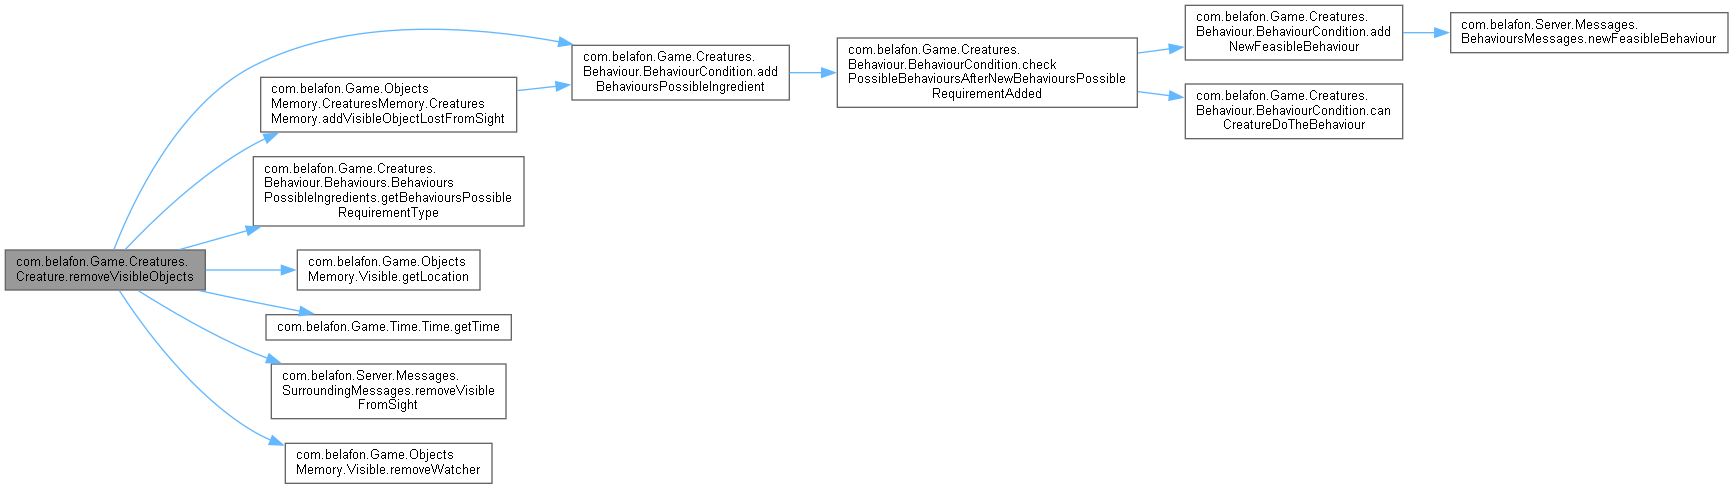 com.belafon.Game.Creatures.
Creature.removeVisibleObjects
com.belafon.Game.Creatures.
Behaviour.BehaviourCondition.add
BehavioursPossibleIngredient
com.belafon.Game.Objects
Memory.CreaturesMemory.Creatures
Memory.addVisibleObjectLostFromSight
com.belafon.Game.Creatures.
Behaviour.Behaviours.Behaviours
PossibleIngredients.getBehavioursPossible
RequirementType
com.belafon.Game.Objects
Memory.Visible.getLocation
com.belafon.Game.Time.Time.getTime
com.belafon.Server.Messages.
SurroundingMessages.removeVisible
FromSight
com.belafon.Game.Objects
Memory.Visible.removeWatcher
com.belafon.Game.Creatures.
Behaviour.BehaviourCondition.check
PossibleBehavioursAfterNewBehavioursPossible
RequirementAdded
com.belafon.Game.Creatures.
Behaviour.BehaviourCondition.add
NewFeasibleBehaviour
com.belafon.Game.Creatures.
Behaviour.BehaviourCondition.can
CreatureDoTheBehaviour
com.belafon.Server.Messages.
BehavioursMessages.newFeasibleBehaviour